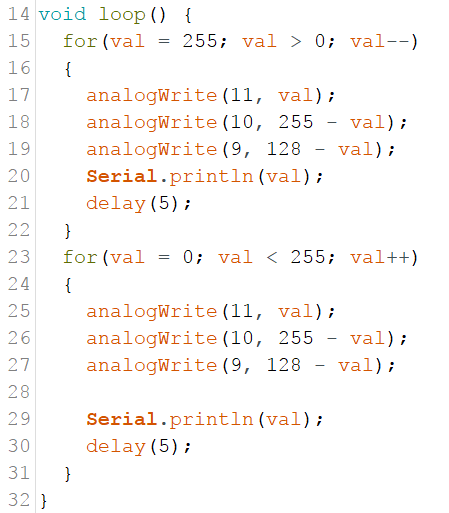 14 void loop() {
15   for(val = 255; val > 0; val--)
16   {
17     analogWrite(11, val);
18     analogWrite(10, 255 - val);
19     analogWrite(9, 128 - val);
20     Serial.println(val);
21     delay(5);
22   }
23   for(val = 0; val < 255; val++)
24   {
25     analogWrite(11, val);
26     analogWrite(10, 255 - val);
27     analogWrite(9, 128 - val);
28
29     Serial.println(val);
30     delay(5);
31   }
32 }